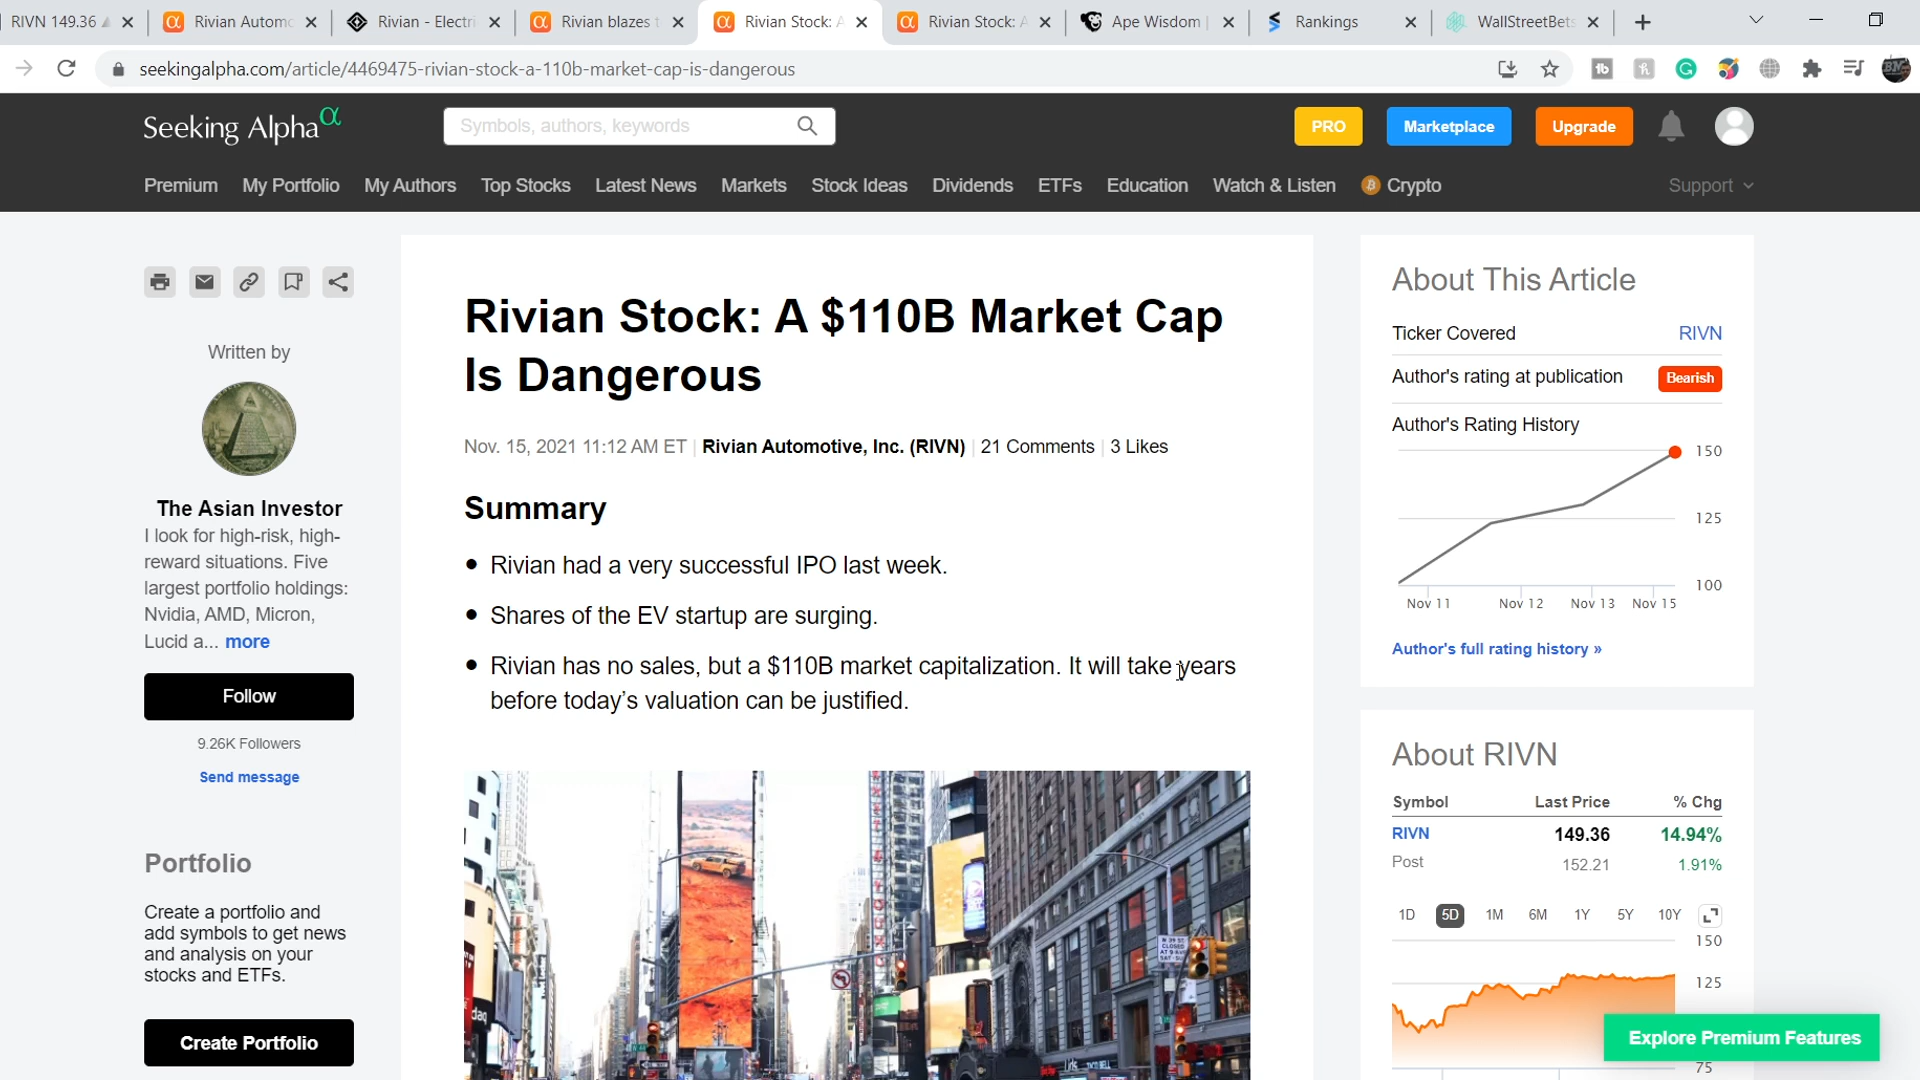 RIVN 149.36
Rivian Automo
Rivian - Electri
Rivian blazes t
Rivian Stock: A
Rivian Stock: A
Ape Wisdom |
Rankings
WallStreetBets
seekingalpha.com/article/4469475-rivian-stock-a-110b-market-cap-is-dangerous
Seeking Alpha α
Symbols, authors, keywords
PRO
Marketplace
Upgrade
Premium My Portfolio My Authors Top Stocks Latest News Markets Stock Ideas Dividends ETFs Education Watch & Listen Crypto Support
Written by
The Asian Investor
I look for high-risk, high-
reward situations. Five
largest portfolio holdings:
Nvidia, AMD, Micron,
Lucid a... more
Follow
9.26K Followers
Send message
Portfolio
Create a portfolio and
add symbols to get news
and analysis on your
stocks and ETFs.
Create Portfolio
Rivian Stock: A $110B Market Cap
Is Dangerous
Nov. 15, 2021 11:12 AM ET | Rivian Automotive, Inc. (RIVN) | 21 Comments | 3 Likes
Summary
• Rivian had a very successful IPO last week.
• Shares of the EV startup are surging.
• Rivian has no sales, but a $110B market capitalization. It will take years
before today’s valuation can be justified.
About This Article
Ticker Covered RIVN
Author's rating at publication Bearish
Author's Rating History
150
125
100
Nov 11 Nov 12 Nov 13 Nov 15
Author's full rating history »
About RIVN
Symbol Last Price % Chg
RIVN 149.36 14.94%
Post 152.21 1.91%
1D 5D 1M 6M 1Y 5Y 10Y
150
125
75
Explore Premium Features